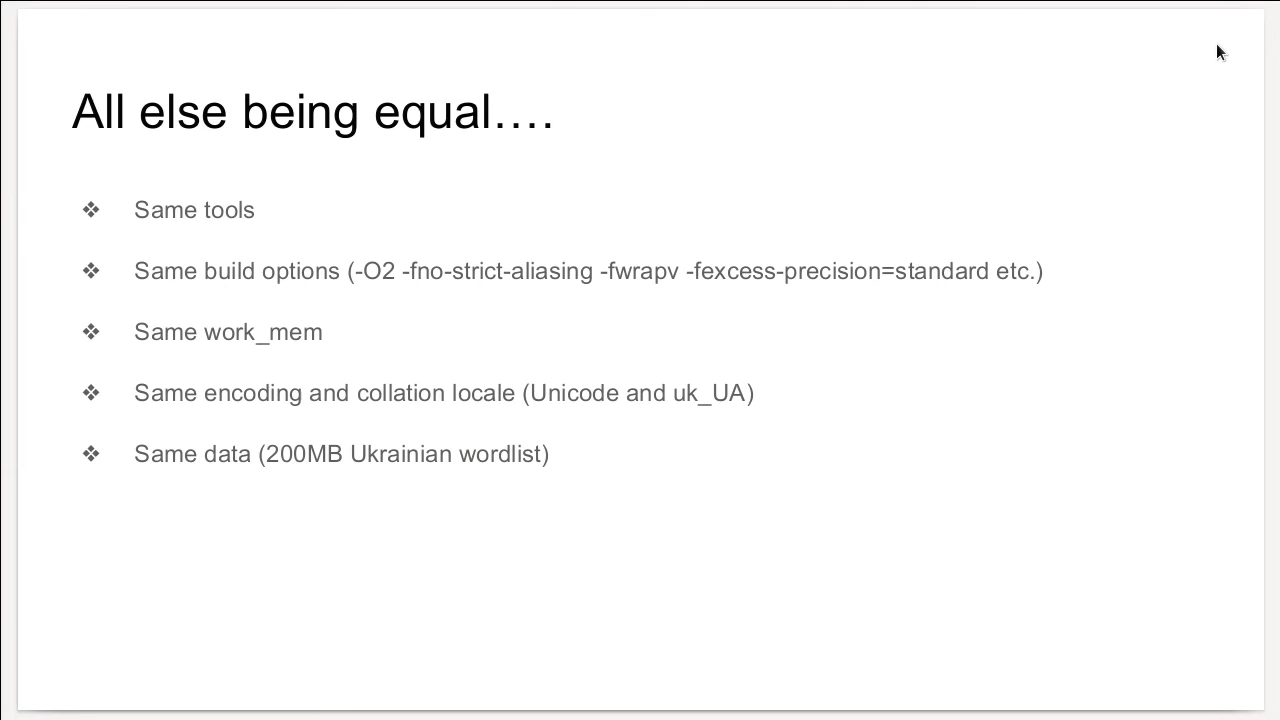 All else being equal....
❖ Same tools
❖ Same build options (-O2 -fno-strict-aliasing -fwrapv -fexcess-precision=standard etc.)
❖ Same work_mem
❖ Same encoding and collation locale (Unicode and uk_UA)
❖ Same data (200MB Ukrainian wordlist)